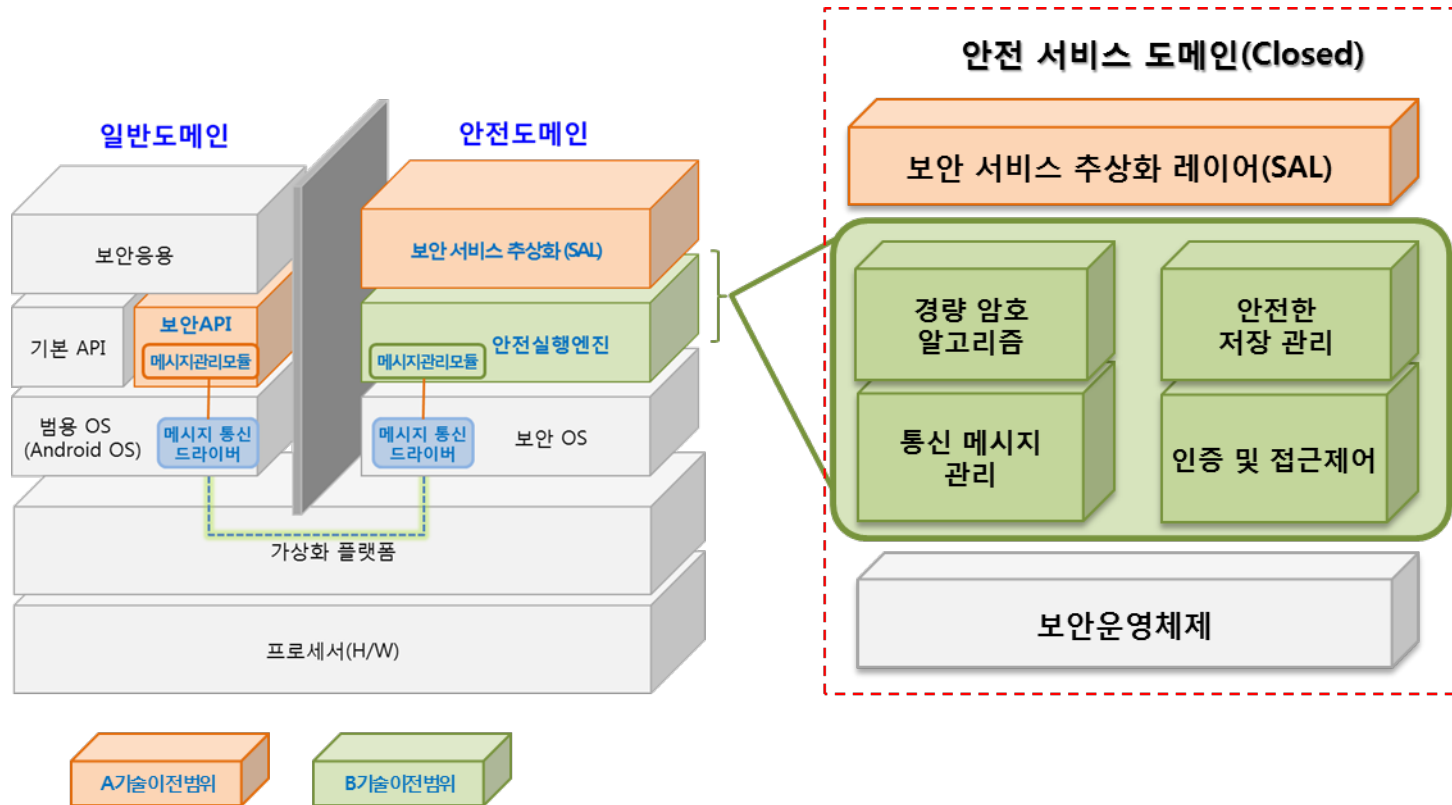 일반도메인
안전도메인
보안응용
기본 API
보안API
메시지관리모듈
범용 OS
(Android OS)
메시지 통신
드라이버
보안 서비스 추상화 (SAL)
안전실행엔진
메시지관리모듈
메시지 통신
드라이버
보안 OS
가상화 플랫폼
프로세서(H/W)
A기술이전범위
B기술이전범위
안전 서비스 도메인(Closed)
보안 서비스 추상화 레이어(SAL)
경량 암호
알고리즘
안전한
저장 관리
통신 메시지
관리
인증 및 접근제어
보안운영체제